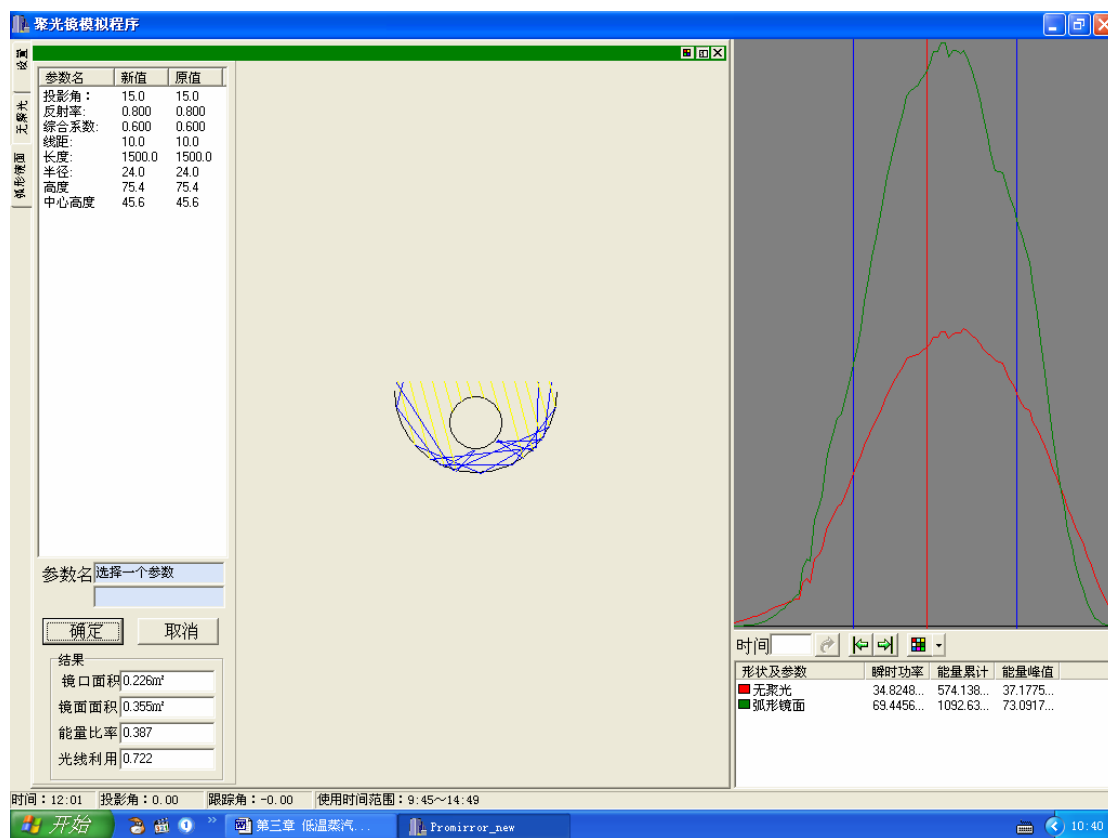 聚光镜模拟程序
设置
无聚光
弧形镜面
参数名 新值 原值
投影角： 15.0 15.0
反射率: 0.800 0.800
综合系数: 0.600 0.600
线距: 10.0 10.0
长度: 1500.0 1500.0
半径: 24.0 24.0
高度 75.4 75.4
中心高度 45.6 45.6
参数名 选择一个参数
确定 取消
结果
镜口面积 0.226m²
镜面面积 0.355m²
能量比率 0.387
光线利用 0.722
时间
形状及参数 瞬时功率 能量累计 能量峰值
无聚光 34.8248... 574.138... 37.1775...
弧形镜面 69.4456... 1092.63... 73.0917...
时间：12:01 投影角：0.00 跟踪角：-0.00 使用时间范围：9:45～14:49
开始 » 第三章 低温蒸汽... Promirror_new 10:40